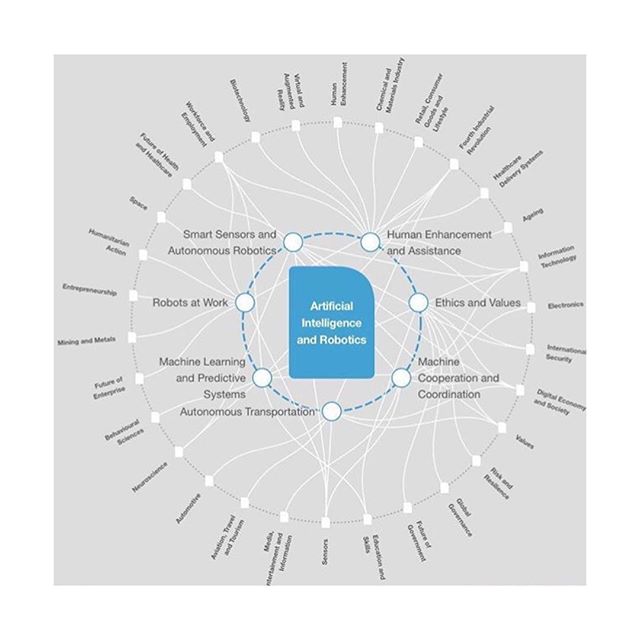 Artificial
Intelligence
and Robotics
Smart Sensors and
Autonomous Robotics
Human Enhancement
and Assistance
Robots at Work
Ethics and Values
Machine Learning
and Predictive
Systems
Machine
Cooperation and
Coordination
Autonomous Transportation
Human
Enhancement
Chemical and
Materials Industry
Retail, Consumer
Goods and
Lifestyle
Fourth Industrial
Revolution
Healthcare
Delivery Systems
Ageing
Information
Technology
Electronics
International
Security
Digital Economy
and Society
Values
Risk and
Resilience
Global
Governance
Future of
Government
Education and
Skills
Sensors
Media,
ntertainment and
Information
Aviation, Travel
and Tourism
Automotive
Neuroscience
Behavioural
Sciences
Future of
Enterprise
Mining and Metals
Entrepreneurship
Humanitarian
Action
Space
Future of Health
and Healthcare
Workforce and
Employment
Biotechnology
Virtual and
Augmented
Reality